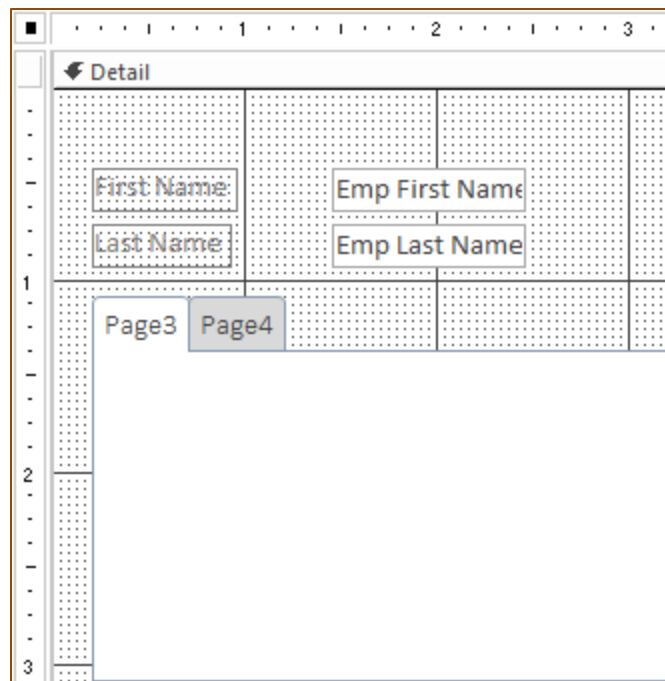 1 2 3
Detail
First Name Emp First Name
Last Name Emp Last Name
1
Page3 Page4
2
3